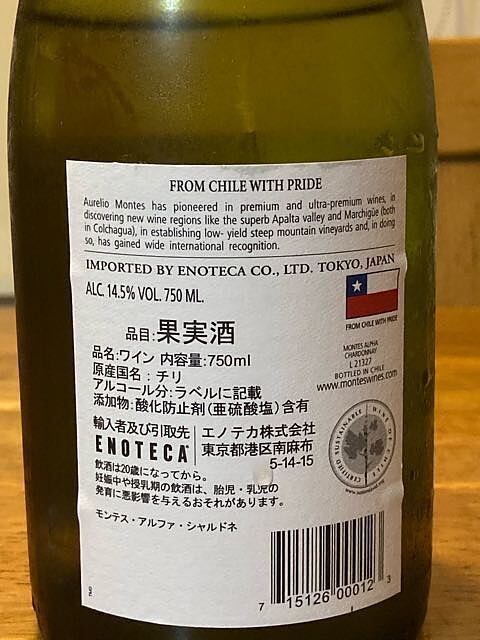 FROM CHILE WITH PRIDE
Aurelio Montes has pioneered in premium and ultra-premium wines, in
discovering new wine regions like the superb Apalta valley and Marchigüe (both
in Colchagua), in establishing low- yield steep mountain vineyards and, in doing
so, has gained wide international recognition.
IMPORTED BY ENOTECA CO., LTD. TOKYO, JAPAN
ALC. 14.5% VOL. 750 ML.
FROM CHILE WITH PRIDE
品目:果実酒
品名:ワイン 内容量:750ml
原産国名:チリ
アルコール分:ラベルに記載
添加物:酸化防止剤(亜硫酸塩)含有
MONTES ALPHA
CHARDONNAY
L 21327
BOTTLED IN CHILE
www.monteswines.com
輸入者及び引取先 エノテカ株式会社
ENOTECA 東京都港区南麻布
5-14-15
CERTIFIED SUSTAINABLE WINE OF CHILE
飲酒は20歳になってから。
妊娠中や授乳期の飲酒は、胎児・乳児の
発育に悪影響を与えるおそれがあります。
モンテス・アルファ・シャルドネ
7 15126 00012 3